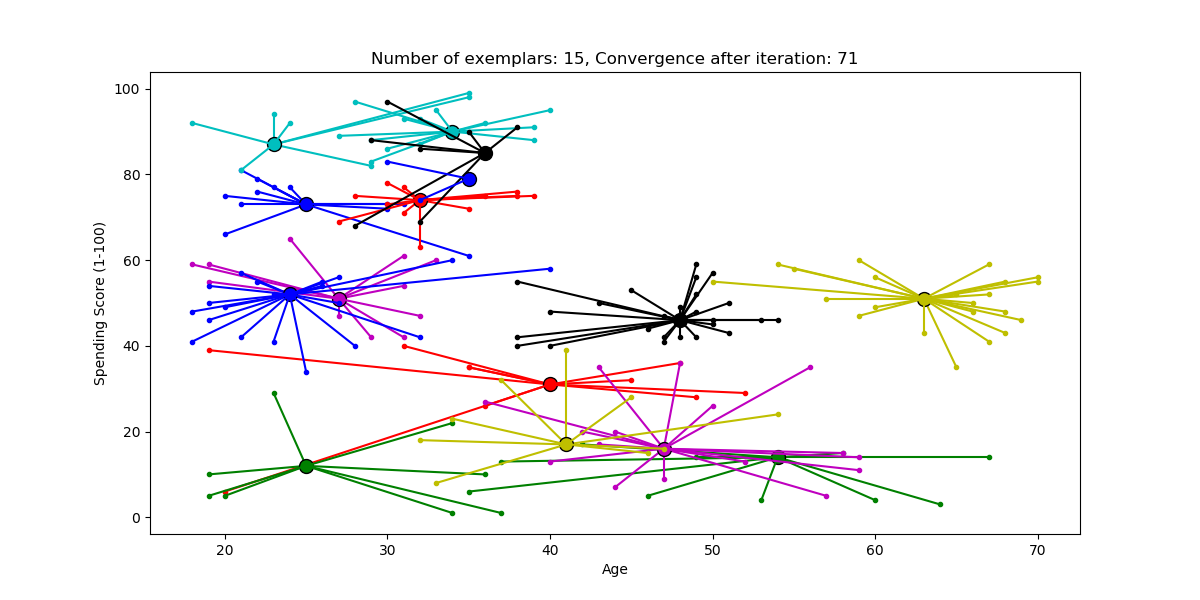 Number of exemplars: 15, Convergence after iteration: 71
100
80
60
40
20
0
Spending Score (1-100)
20 30 40 50 60 70
Age